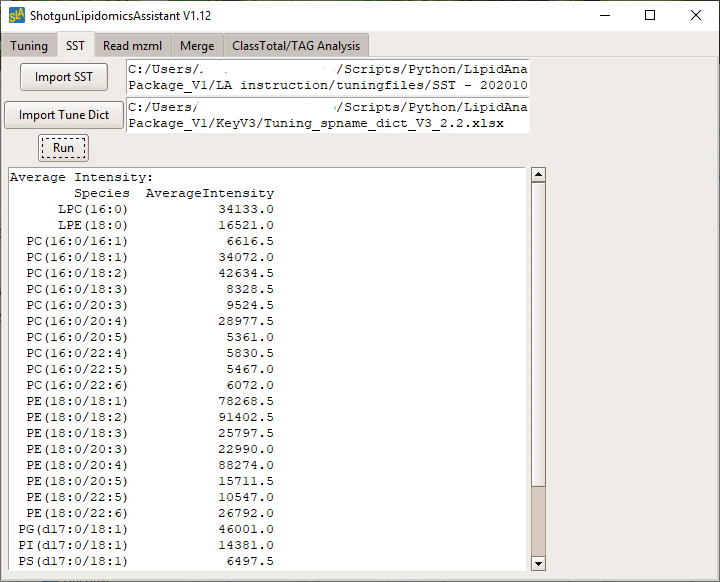 SLA ShotgunLipidomicsAssistant V1.12
Tuning SST Read mzml Merge ClassTotal/TAG Analysis
Import SST
C:/Users/. /Scripts/Python/LipidAna
Package_V1/LA instruction/tuningfiles/SST - 202010
Import Tune Dict
C:/Users/ /Scripts/Python/LipidAna
Package_V1/KeyV3/Tuning_spname_dict_V3_2.2.xlsx
Run
Average Intensity:
Species AverageIntensity
LPC(16:0) 34133.0
LPE(18:0) 16521.0
PC(16:0/16:1) 6616.5
PC(16:0/18:1) 34072.0
PC(16:0/18:2) 42634.5
PC(16:0/18:3) 8328.5
PC(16:0/20:3) 9524.5
PC(16:0/20:4) 28977.5
PC(16:0/20:5) 5361.0
PC(16:0/22:4) 5830.5
PC(16:0/22:5) 5467.0
PC(16:0/22:6) 6072.0
PE(18:0/18:1) 78268.5
PE(18:0/18:2) 91402.5
PE(18:0/18:3) 25797.5
PE(18:0/20:3) 22990.0
PE(18:0/20:4) 88274.0
PE(18:0/20:5) 15711.5
PE(18:0/22:5) 10547.0
PE(18:0/22:6) 26792.0
PG(d17:0/18:1) 46001.0
PI(d17:0/18:1) 14381.0
PS(d17:0/18:1) 6497.5